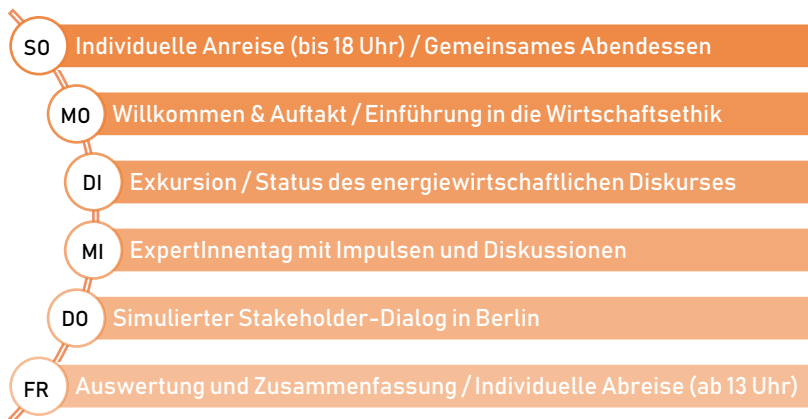 SO Individuelle Anreise (bis 18 Uhr) / Gemeinsames Abendessen
MO Willkommen & Auftakt / Einführung in die Wirtschaftsethik
DI Exkursion / Status des energiewirtschaftlichen Diskurses
MI ExpertInnentag mit Impulsen und Diskussionen
DO Simulierter Stakeholder-Dialog in Berlin
FR Auswertung und Zusammenfassung / Individuelle Abreise (ab 13 Uhr)